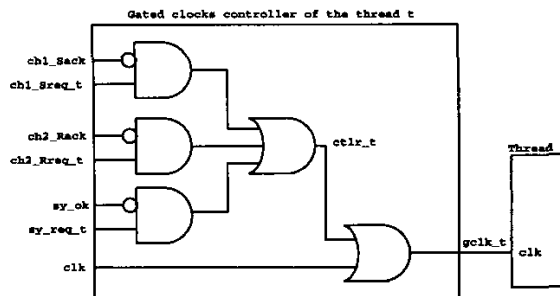 Gated clocks controller of the thread t
ch1_Sack
ch1_Sreq_t
ch2_Rack
ch2_Rreq_t
ctlr_t
Thread
sy_ok
sy_req_t
gclk_t
clk
clk